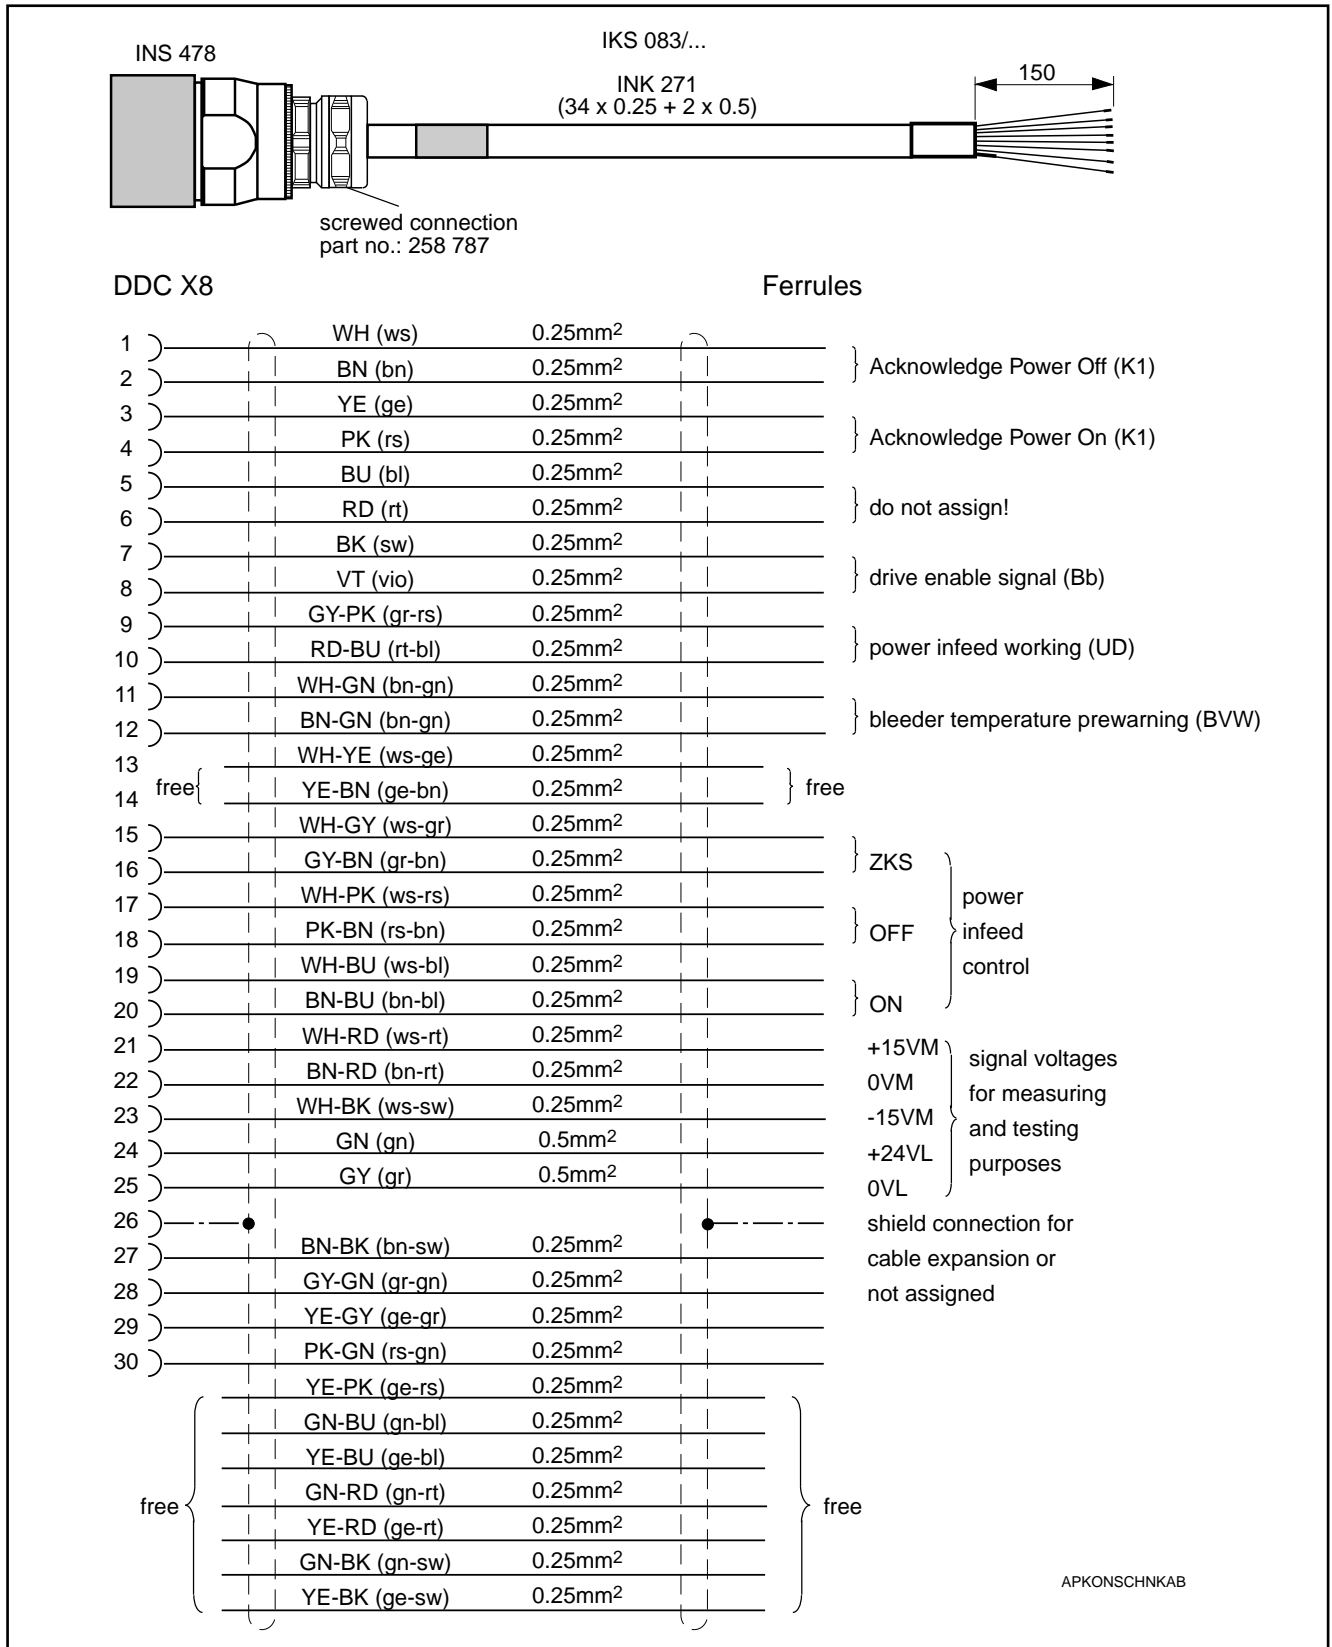 INS 478
IKS 083/...
INK 271
(34 x 0.25 + 2 x 0.5)
150
screwed connection
part no.: 258 787
DDC X8 Ferrules
1 WH (ws) 0.25mm2
2 BN (bn) 0.25mm2 Acknowledge Power Off (K1)
3 YE (ge) 0.25mm2
4 PK (rs) 0.25mm2 Acknowledge Power On (K1)
5 BU (bl) 0.25mm2
6 RD (rt) 0.25mm2 do not assign!
7 BK (sw) 0.25mm2
8 VT (vio) 0.25mm2 drive enable signal (Bb)
9 GY-PK (gr-rs) 0.25mm2
10 RD-BU (rt-bl) 0.25mm2 power infeed working (UD)
11 WH-GN (bn-gn) 0.25mm2
12 BN-GN (bn-gn) 0.25mm2 bleeder temperature prewarning (BVW)
13 WH-YE (ws-ge) 0.25mm2
free free
14 YE-BN (ge-bn) 0.25mm2
15 WH-GY (ws-gr) 0.25mm2
16 GY-BN (gr-bn) 0.25mm2 ZKS
17 WH-PK (ws-rs) 0.25mm2 power
18 PK-BN (rs-bn) 0.25mm2 OFF infeed
19 WH-BU (ws-bl) 0.25mm2 control
20 BN-BU (bn-bl) 0.25mm2 ON
21 WH-RD (ws-rt) 0.25mm2 +15VM signal voltages
22 BN-RD (bn-rt) 0.25mm2 0VM for measuring
23 WH-BK (ws-sw) 0.25mm2 -15VM and testing
24 GN (gn) 0.5mm2 +24VL purposes
25 GY (gr) 0.5mm2 0VL
26 shield connection for
27 BN-BK (bn-sw) 0.25mm2 cable expansion or
28 GY-GN (gr-gn) 0.25mm2 not assigned
29 YE-GY (ge-gr) 0.25mm2
30 PK-GN (rs-gn) 0.25mm2
YE-PK (ge-rs) 0.25mm2
GN-BU (gn-bl) 0.25mm2
YE-BU (ge-bl) 0.25mm2
GN-RD (gn-rt) 0.25mm2
free free
YE-RD (ge-rt) 0.25mm2
GN-BK (gn-sw) 0.25mm2
YE-BK (ge-sw) 0.25mm2
APKONSCHNKAB